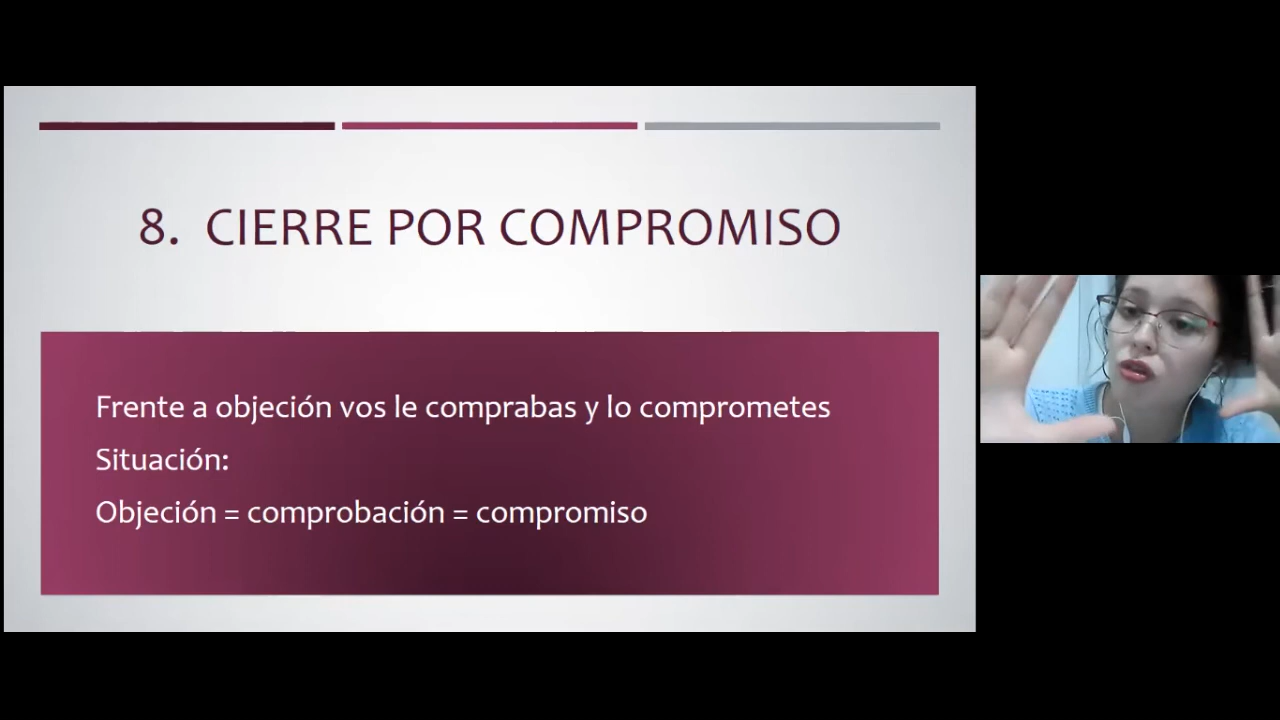 8. CIERRE POR COMPROMISO
Frente a objeción vos le comprabas y lo comprometes
Situación:
Objeción = comprobación = compromiso